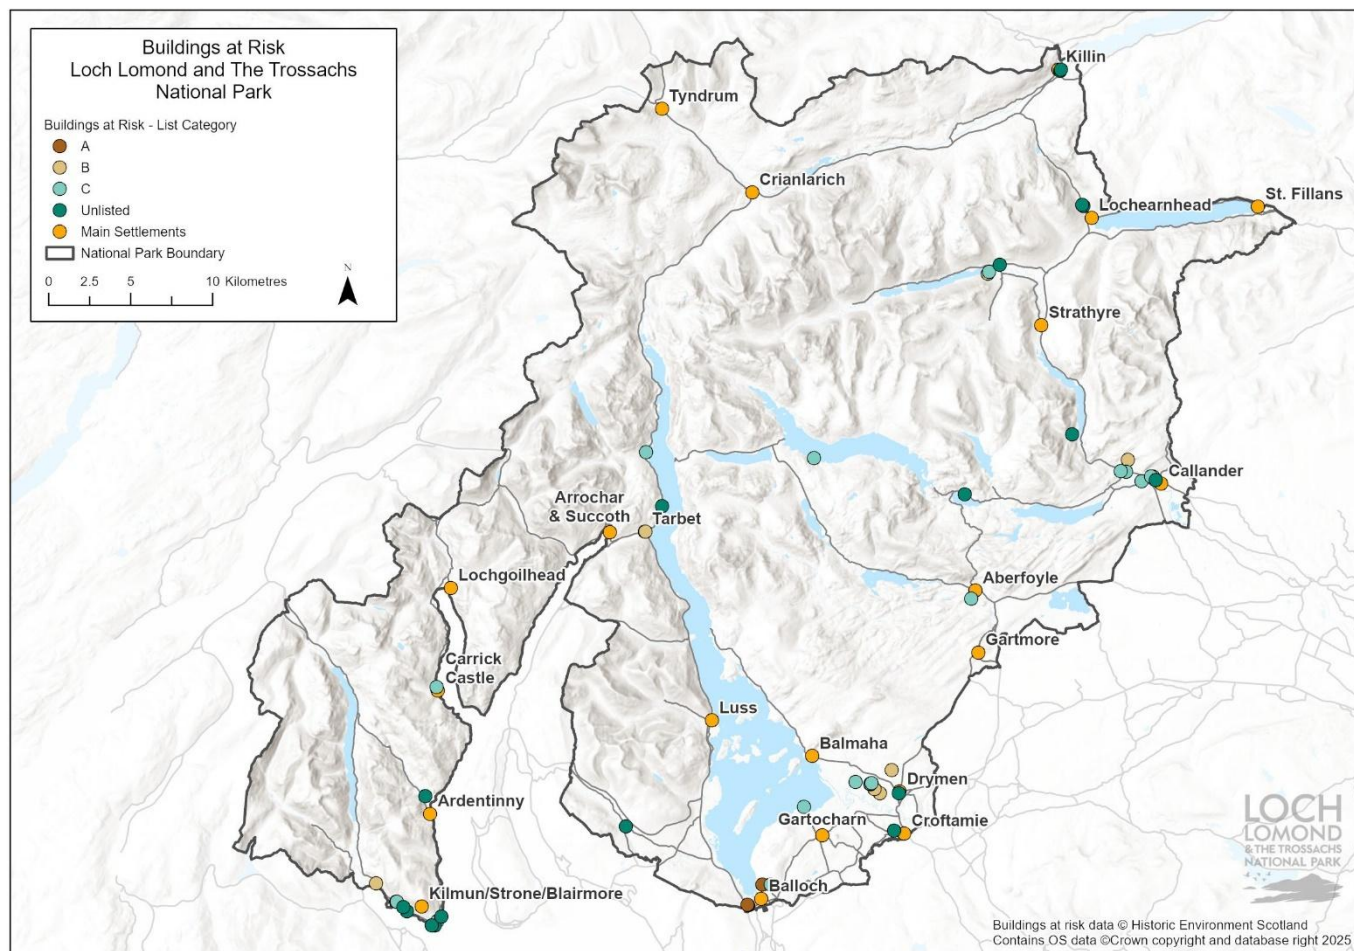 Buildings at Risk
Loch Lomond and The Trossachs
National Park
Buildings at Risk - List Category
A
B
C
Unlisted
Main Settlements
National Park Boundary
0 2.5 5 10 Kilometres
N
Killin
Tyndrum
Crianlarich
Lochearnhead
St. Fillans
Strathyre
Callander
Arrochar
& Succoth
Tarbet
Lochgoilhead
Aberfoyle
Gartmore
Carrick
Castle
Luss
Balmaha
Drymen
Ardentinny
Gartocharn
Croftamie
Balloch
Kilmun/Strone/Blairmore
LOCH
LOMOND
& THE TROSSACHS
NATIONAL PARK
Buildings at risk data © Historic Environment Scotland
Contains OS data ©Crown copyright and database right 2025